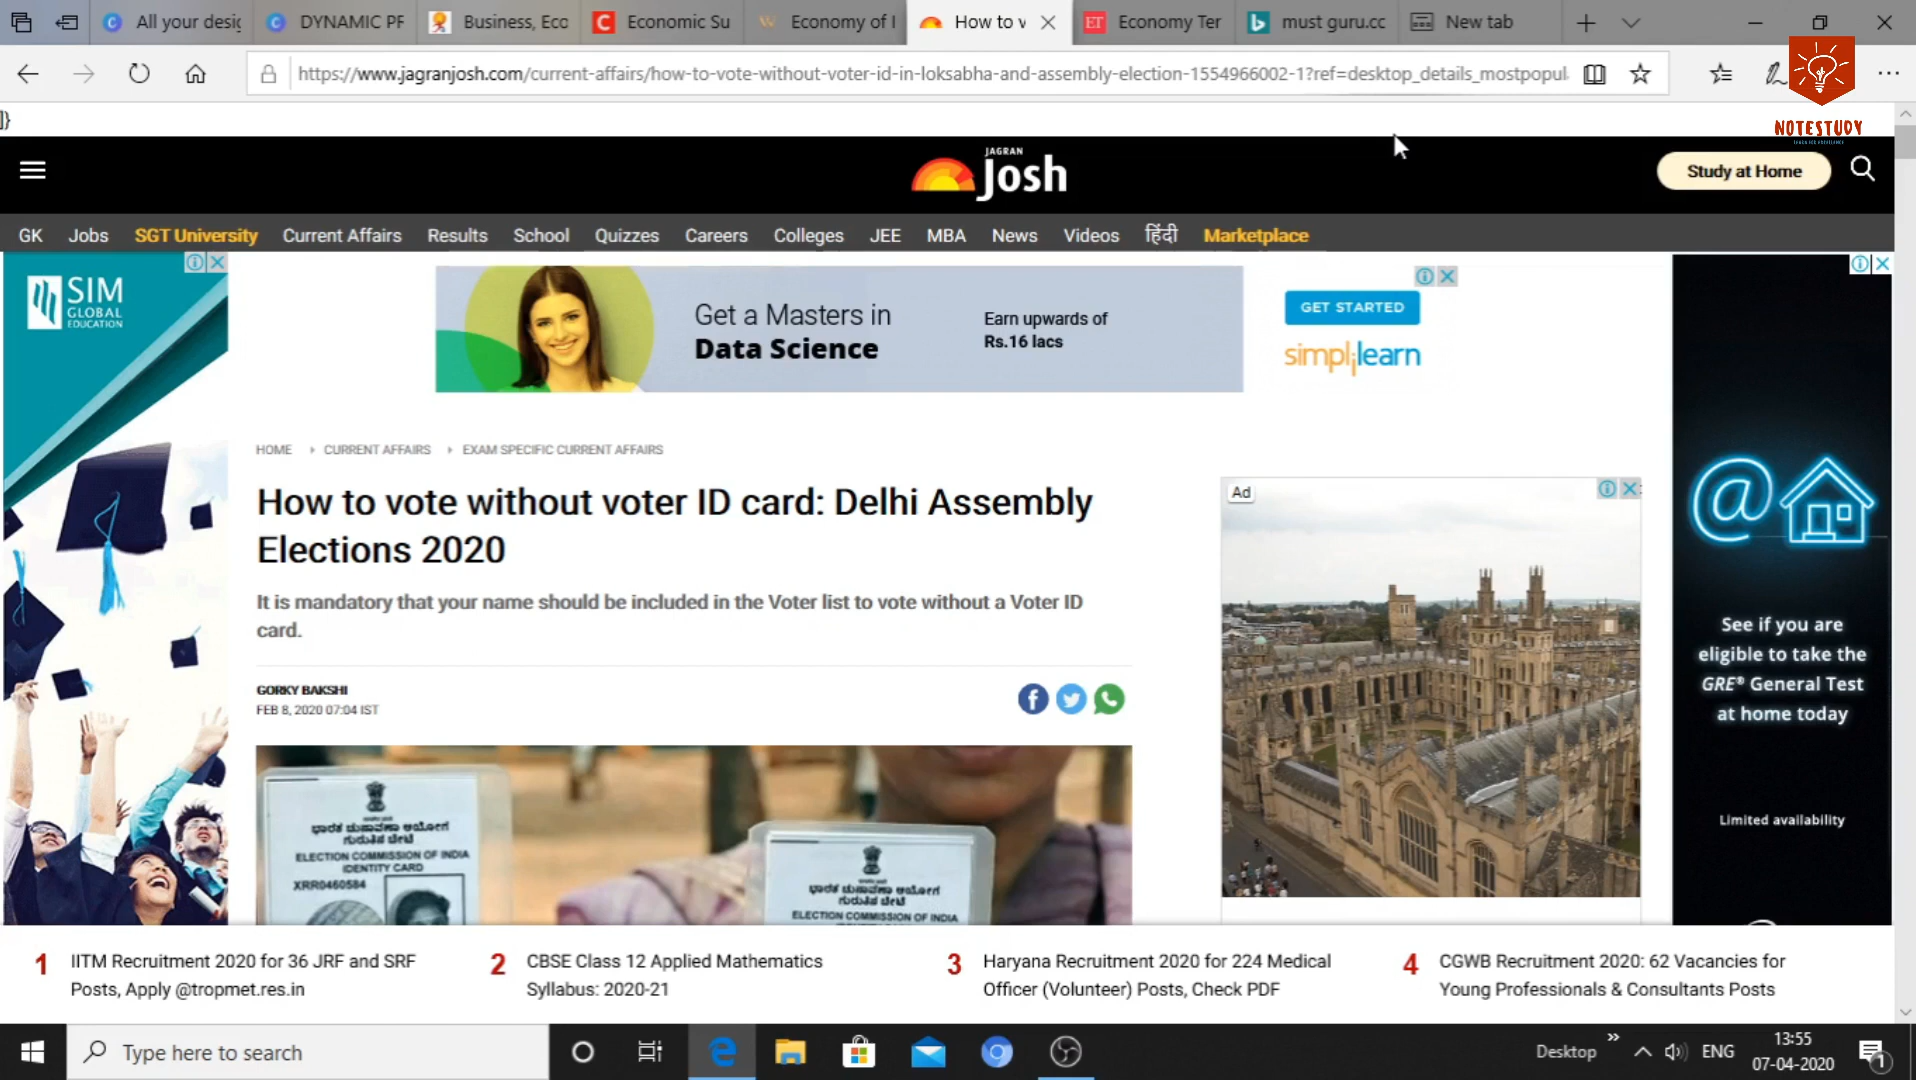 All your desig
DYNAMIC PF
Business, Eco
Economic Su
Economy of I
How to v
Economy Ter
must guru.cc
New tab
https://www.jagranjosh.com/current-affairs/how-to-vote-without-voter-id-in-loksabha-and-assembly-election-1554966002-1?ref=desktop_details_mostpopul
NOTESTUDY
]}
JAGRAN
Josh
Study at Home
GK Jobs SGT University Current Affairs Results School Quizzes Careers Colleges JEE MBA News Videos हिंदी Marketplace
SIM
GLOBAL
EDUCATION
Get a Masters in
Data Science
Earn upwards of
Rs.16 lacs
GET STARTED
simplilearn
HOME CURRENT AFFAIRS EXAM SPECIFIC CURRENT AFFAIRS
How to vote without voter ID card: Delhi Assembly
Elections 2020
It is mandatory that your name should be included in the Voter list to vote without a Voter ID
card.
GORKY BAKSHI
FEB 8, 2020 07:04 IST
ಭಾರತ ಚುನಾವಣಾ ಆಯೋಗ
ಗುರುತಿನ ಚೀಟಿ
ELECTION COMMISSION OF INDIA
IDENTITY CARD
XRR0460584
ಭಾರತ ಚುನಾವಣಾ ಆಯೋಗ
ಗುರುತಿನ ಚೀಟಿ
ELECTION COMMISSION OF INDIA
Ad
See if you are
eligible to take the
GRE® General Test
at home today
Limited availability
1 IITM Recruitment 2020 for 36 JRF and SRF
Posts, Apply @tropmet.res.in
2 CBSE Class 12 Applied Mathematics
Syllabus: 2020-21
3 Haryana Recruitment 2020 for 224 Medical
Officer (Volunteer) Posts, Check PDF
4 CGWB Recruitment 2020: 62 Vacancies for
Young Professionals & Consultants Posts
Type here to search
Desktop
ENG
13:55
07-04-2020
1